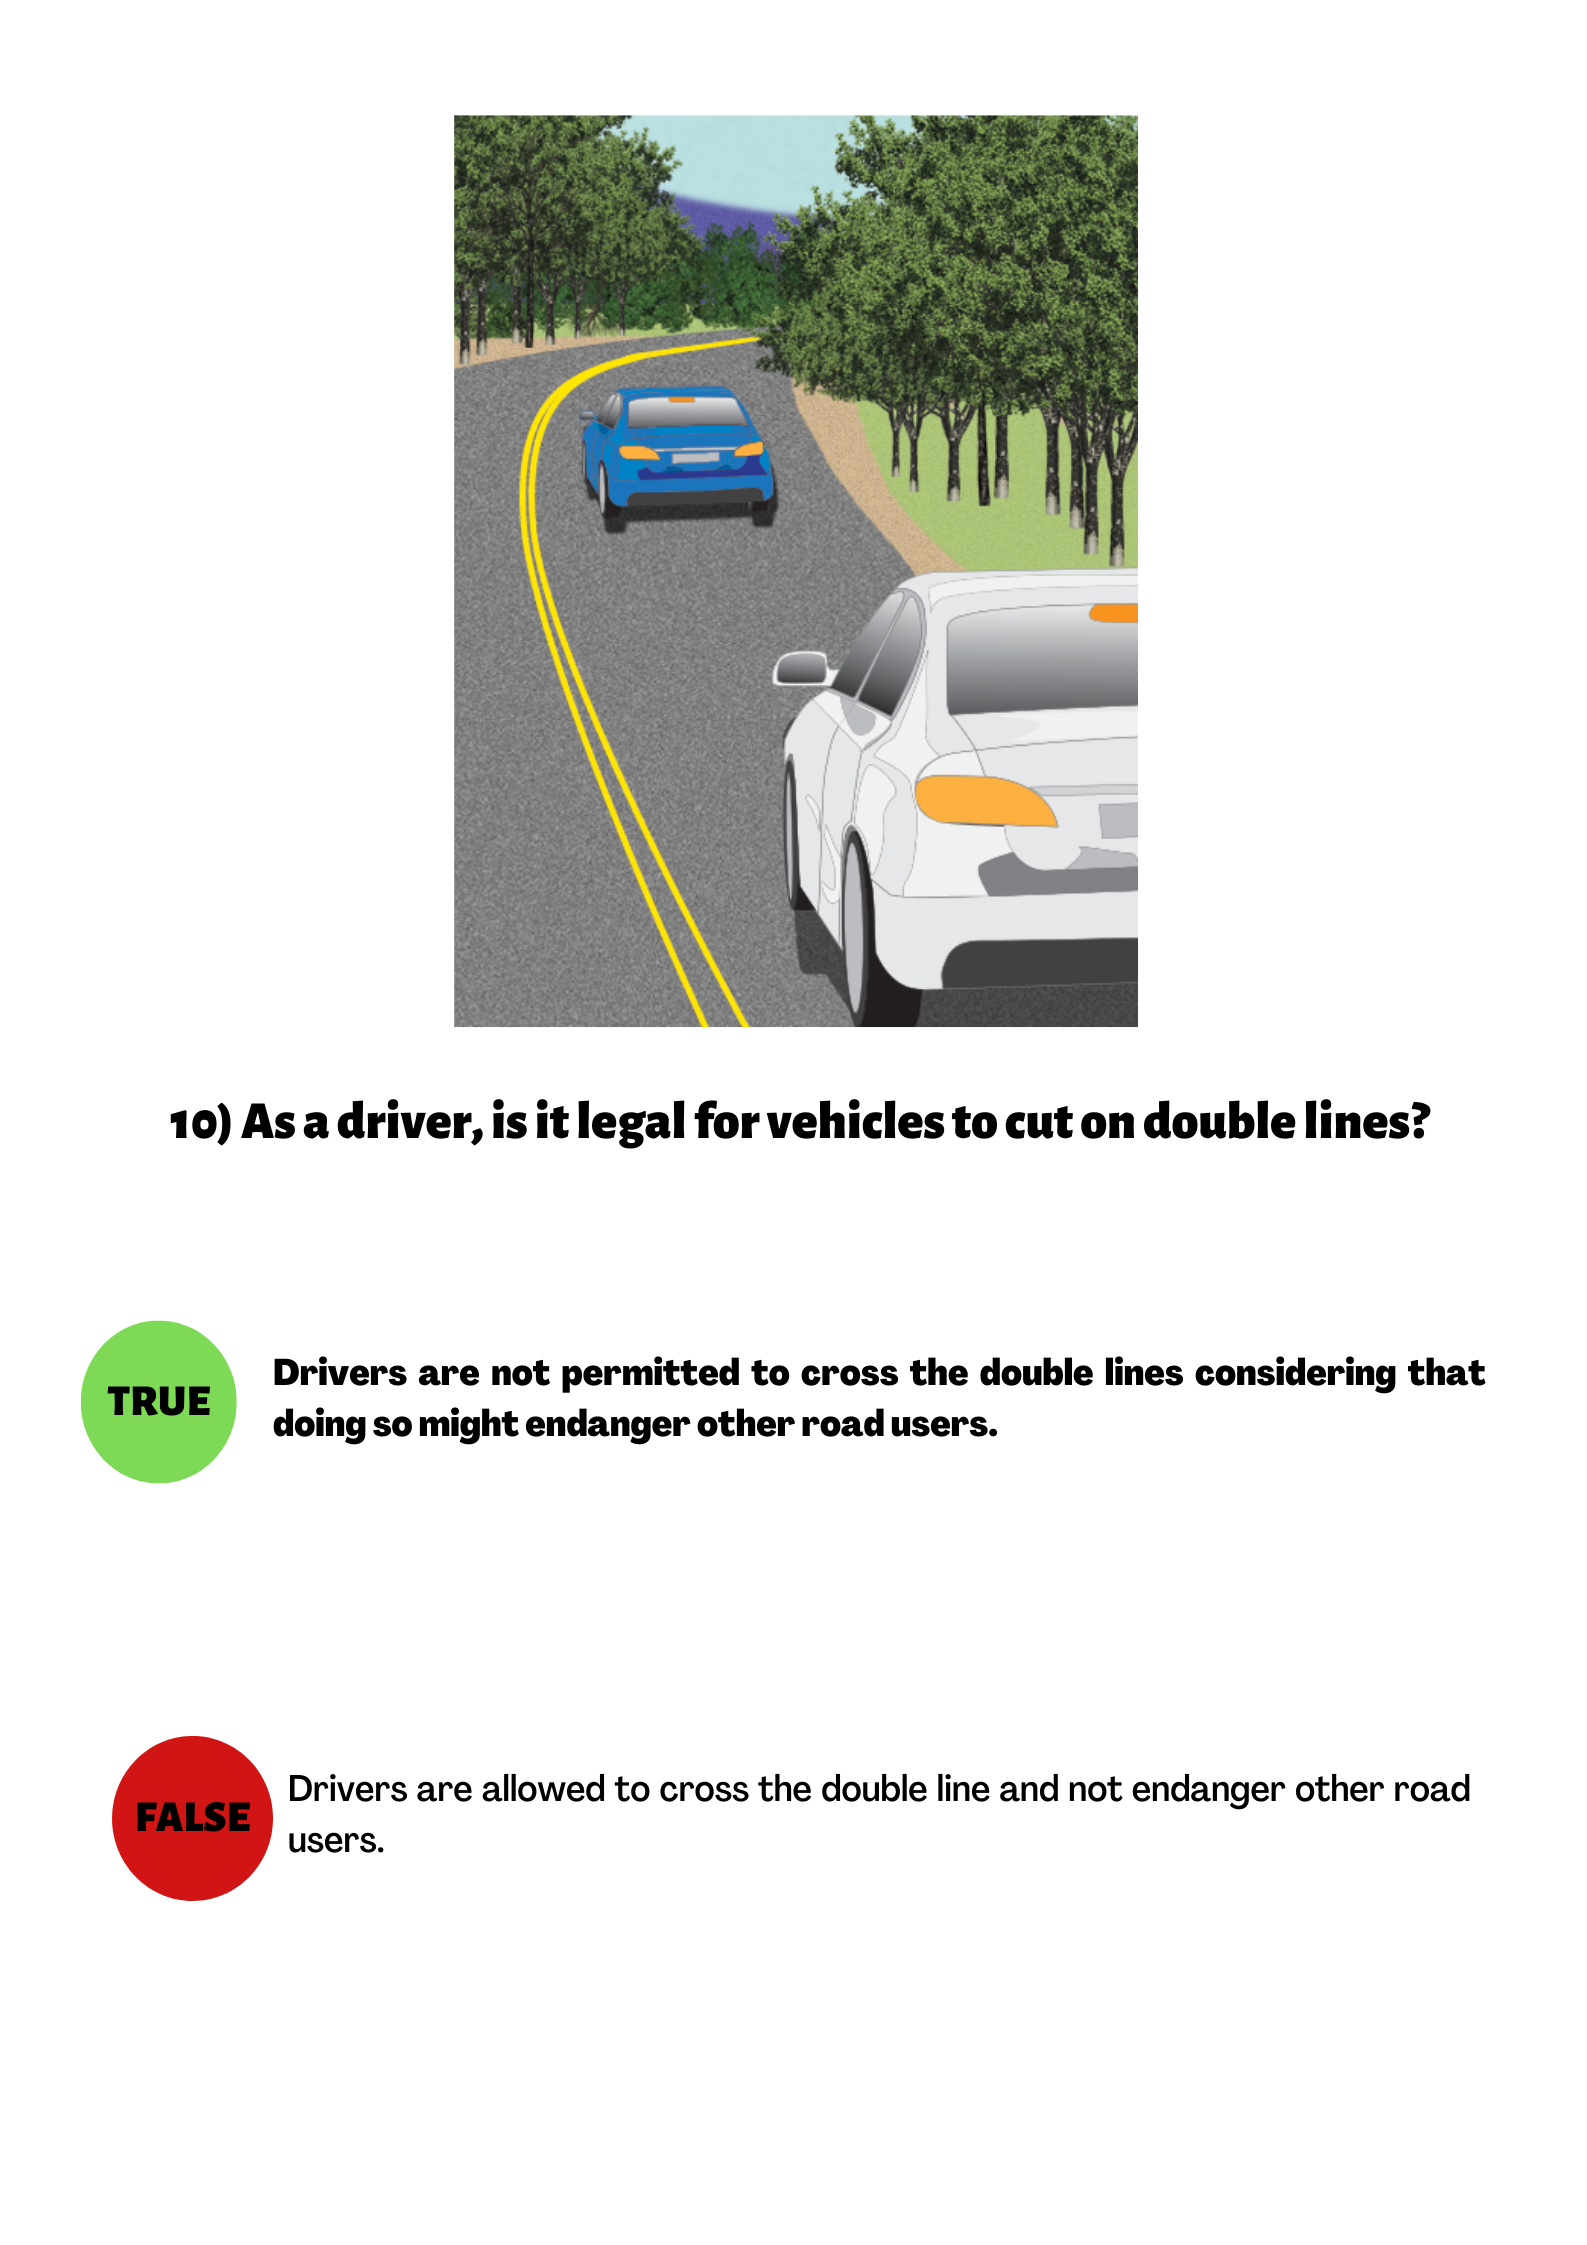 10) As a driver, is it legal for vehicles to cut on double lines?
TRUE
Drivers are not permitted to cross the double lines considering that
doing so might endanger other road users.
FALSE
Drivers are allowed to cross the double line and not endanger other road
users.